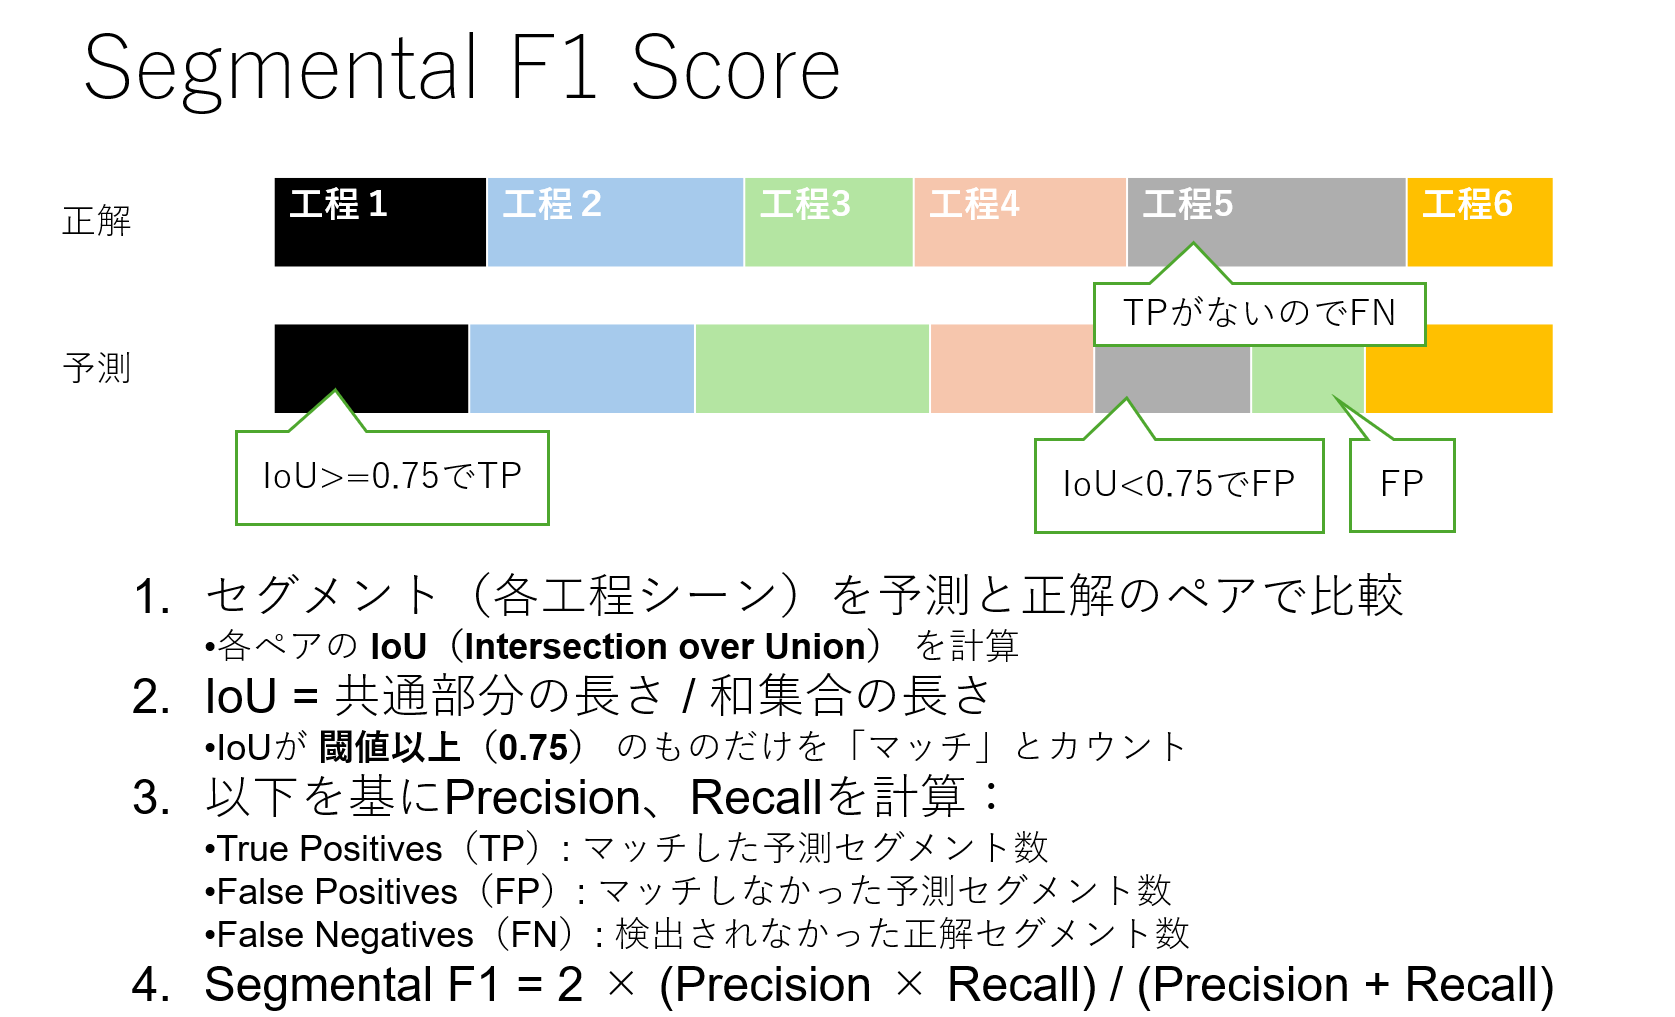 Segmental F1 Score
正解
工程１
工程２
工程3
工程4
工程5
工程6
TPがないのでFN
予測
IoU>=0.75でTP
IoU<0.75でFP
FP
1. セグメント（各工程シーン）を予測と正解のペアで比較
•各ペアの IoU（Intersection over Union） を計算
2. IoU = 共通部分の長さ / 和集合の長さ
•IoUが 閾値以上（0.75） のものだけを「マッチ」とカウント
3. 以下を基にPrecision、Recallを計算：
•True Positives（TP）: マッチした予測セグメント数
•False Positives（FP）: マッチしなかった予測セグメント数
•False Negatives（FN）: 検出されなかった正解セグメント数
4. Segmental F1 = 2 × (Precision × Recall) / (Precision + Recall)